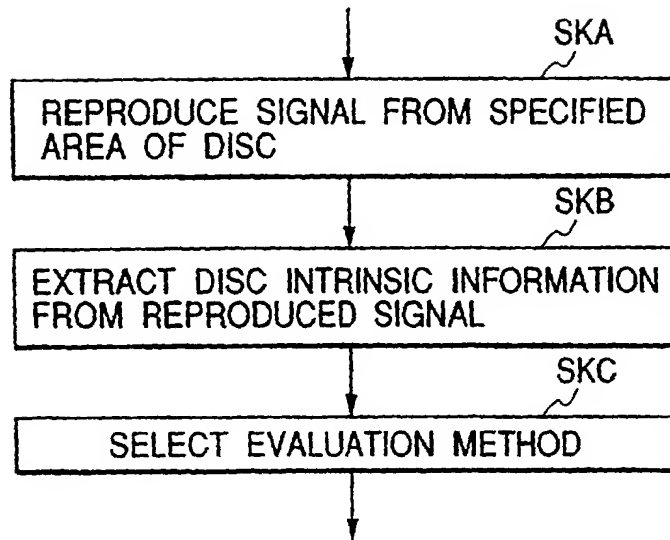 SKA
REPRODUCE SIGNAL FROM SPECIFIED
AREA OF DISC
SKB
EXTRACT DISC INTRINSIC INFORMATION
FROM REPRODUCED SIGNAL
SKC
SELECT EVALUATION METHOD